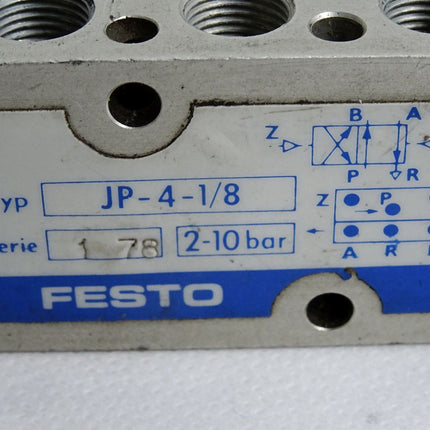 B A
Z
P R
yp JP-4-1/8
Z P
erie 1 78 2-10 bar
A R
FESTO